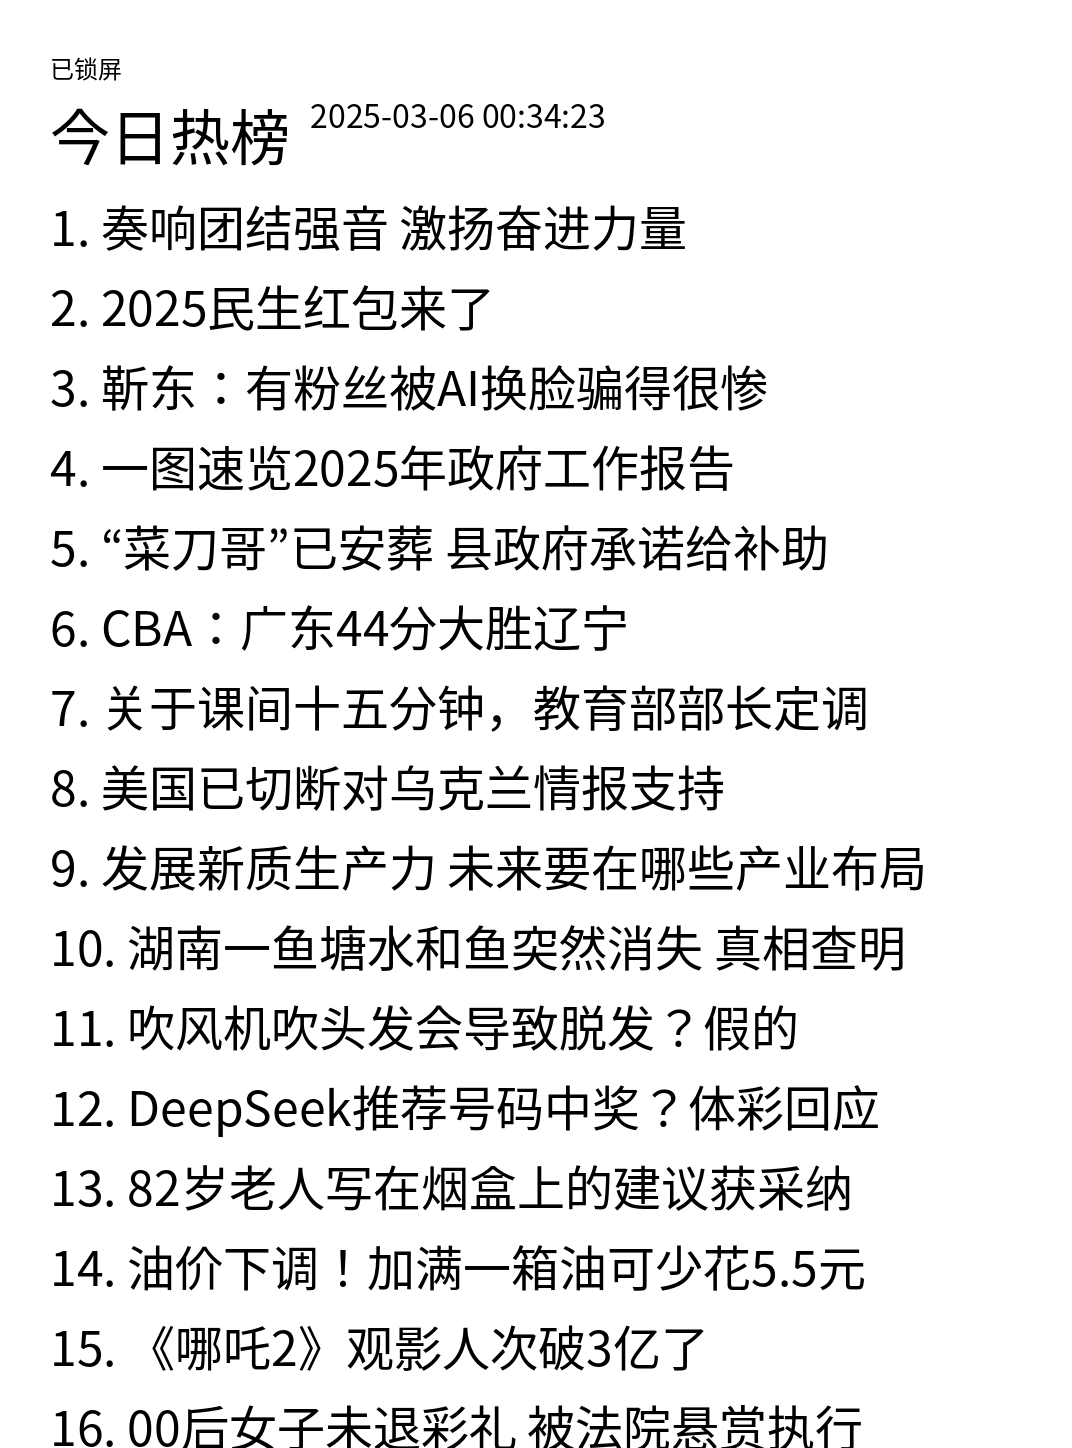 已锁屏
今日热榜 2025-03-06 00:34:23
1. 奏响团结强音 激扬奋进力量
2. 2025民生红包来了
3. 靳东：有粉丝被AI换脸骗得很惨
4. 一图速览2025年政府工作报告
5. “菜刀哥”已安葬 县政府承诺给补助
6. CBA：广东44分大胜辽宁
7. 关于课间十五分钟，教育部部长定调
8. 美国已切断对乌克兰情报支持
9. 发展新质生产力 未来要在哪些产业布局
10. 湖南一鱼塘水和鱼突然消失 真相查明
11. 吹风机吹头发会导致脱发？假的
12. DeepSeek推荐号码中奖？体彩回应
13. 82岁老人写在烟盒上的建议获采纳
14. 油价下调！加满一箱油可少花5.5元
15. 《哪吒2》观影人次破3亿了
16. 00后女子未退彩礼 被法院悬赏执行